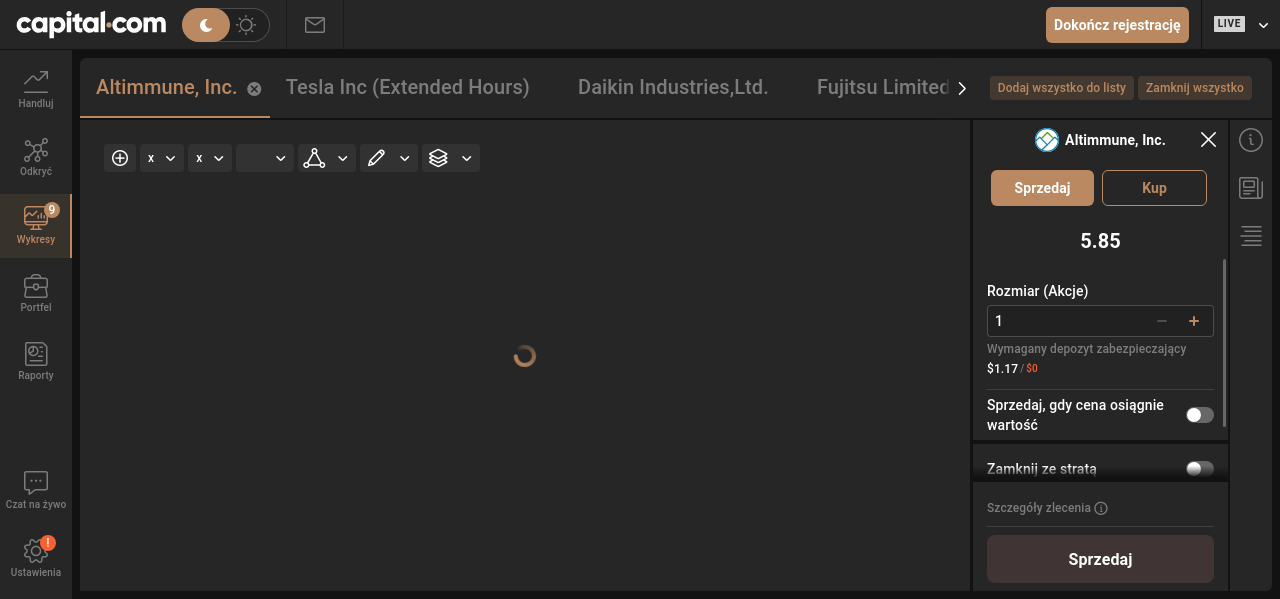 capital.com
Dokończ rejestrację
LIVE
Handluj
Odkryć
9
Wykresy
Portfel
Raporty
Czat na żywo
!
Ustawienia
Altimmune, Inc.
Tesla Inc (Extended Hours)
Daikin Industries,Ltd.
Fujitsu Limited
Dodaj wszystko do listy
Zamknij wszystko
x
x
Altimmune, Inc.
Sprzedaj
Kup
5.85
Rozmiar (Akcje)
1
Wymagany depozyt zabezpieczający
$1.17 / $0
Sprzedaj, gdy cena osiągnie
wartość
Zamknij ze stratą
Szczegóły zlecenia
Sprzedaj